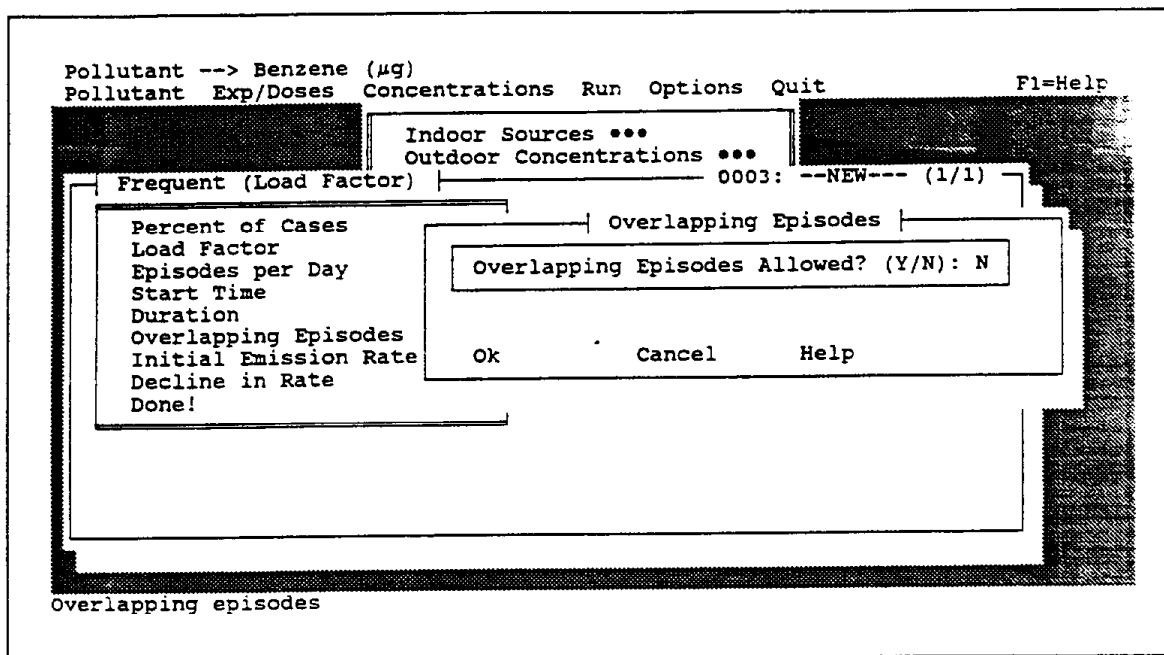 Pollutant --> Benzene (μg)
Pollutant Exp/Doses Concentrations Run Options Quit F1=Help
Indoor Sources •••
Outdoor Concentrations •••
Frequent (Load Factor) 0003: --NEW--- (1/1)
Percent of Cases
Load Factor
Episodes per Day
Start Time
Duration
Overlapping Episodes
Initial Emission Rate
Decline in Rate
Done!
Overlapping Episodes
Overlapping Episodes Allowed? (Y/N): N
Ok Cancel Help
Overlapping episodes